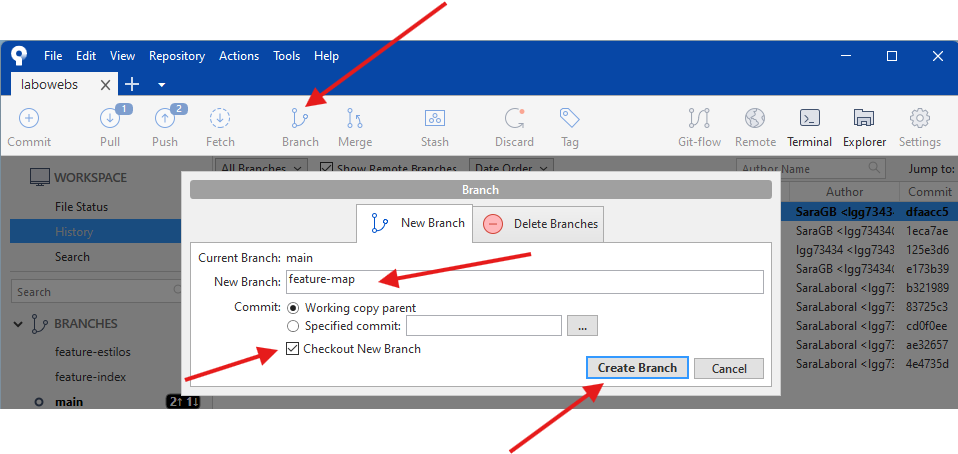 File Edit View Repository Actions Tools Help
labowebs
1 2
Commit Pull Push Fetch Branch Merge Stash Discard Tag Git-flow Remote Terminal Explorer Settings
WORKSPACE
File Status
History
Search
Search
BRANCHES
feature-estilos
feature-index
main 2↑ 1↓
All Branches Show Remote Branches Date Order Author Name Jump to:
Branch
New Branch Delete Branches
Current Branch: main
New Branch: feature-map
Commit: Working copy parent
Specified commit: ...
Checkout New Branch
Create Branch Cancel
Author Commit
SaraGB <lgg7343 dfaacc5
SaraGB <lgg73434 1eca7ae
lgg73434 <lgg7343 125e3d6
SaraGB <lgg73434 e173b39
SaraLaboral <lgg73 b321989
SaraLaboral <lgg73 83725c3
SaraLaboral <lgg73 cd0f0ee
SaraLaboral <lgg73 ae32657
SaraLaboral <lgg73 4e4735d